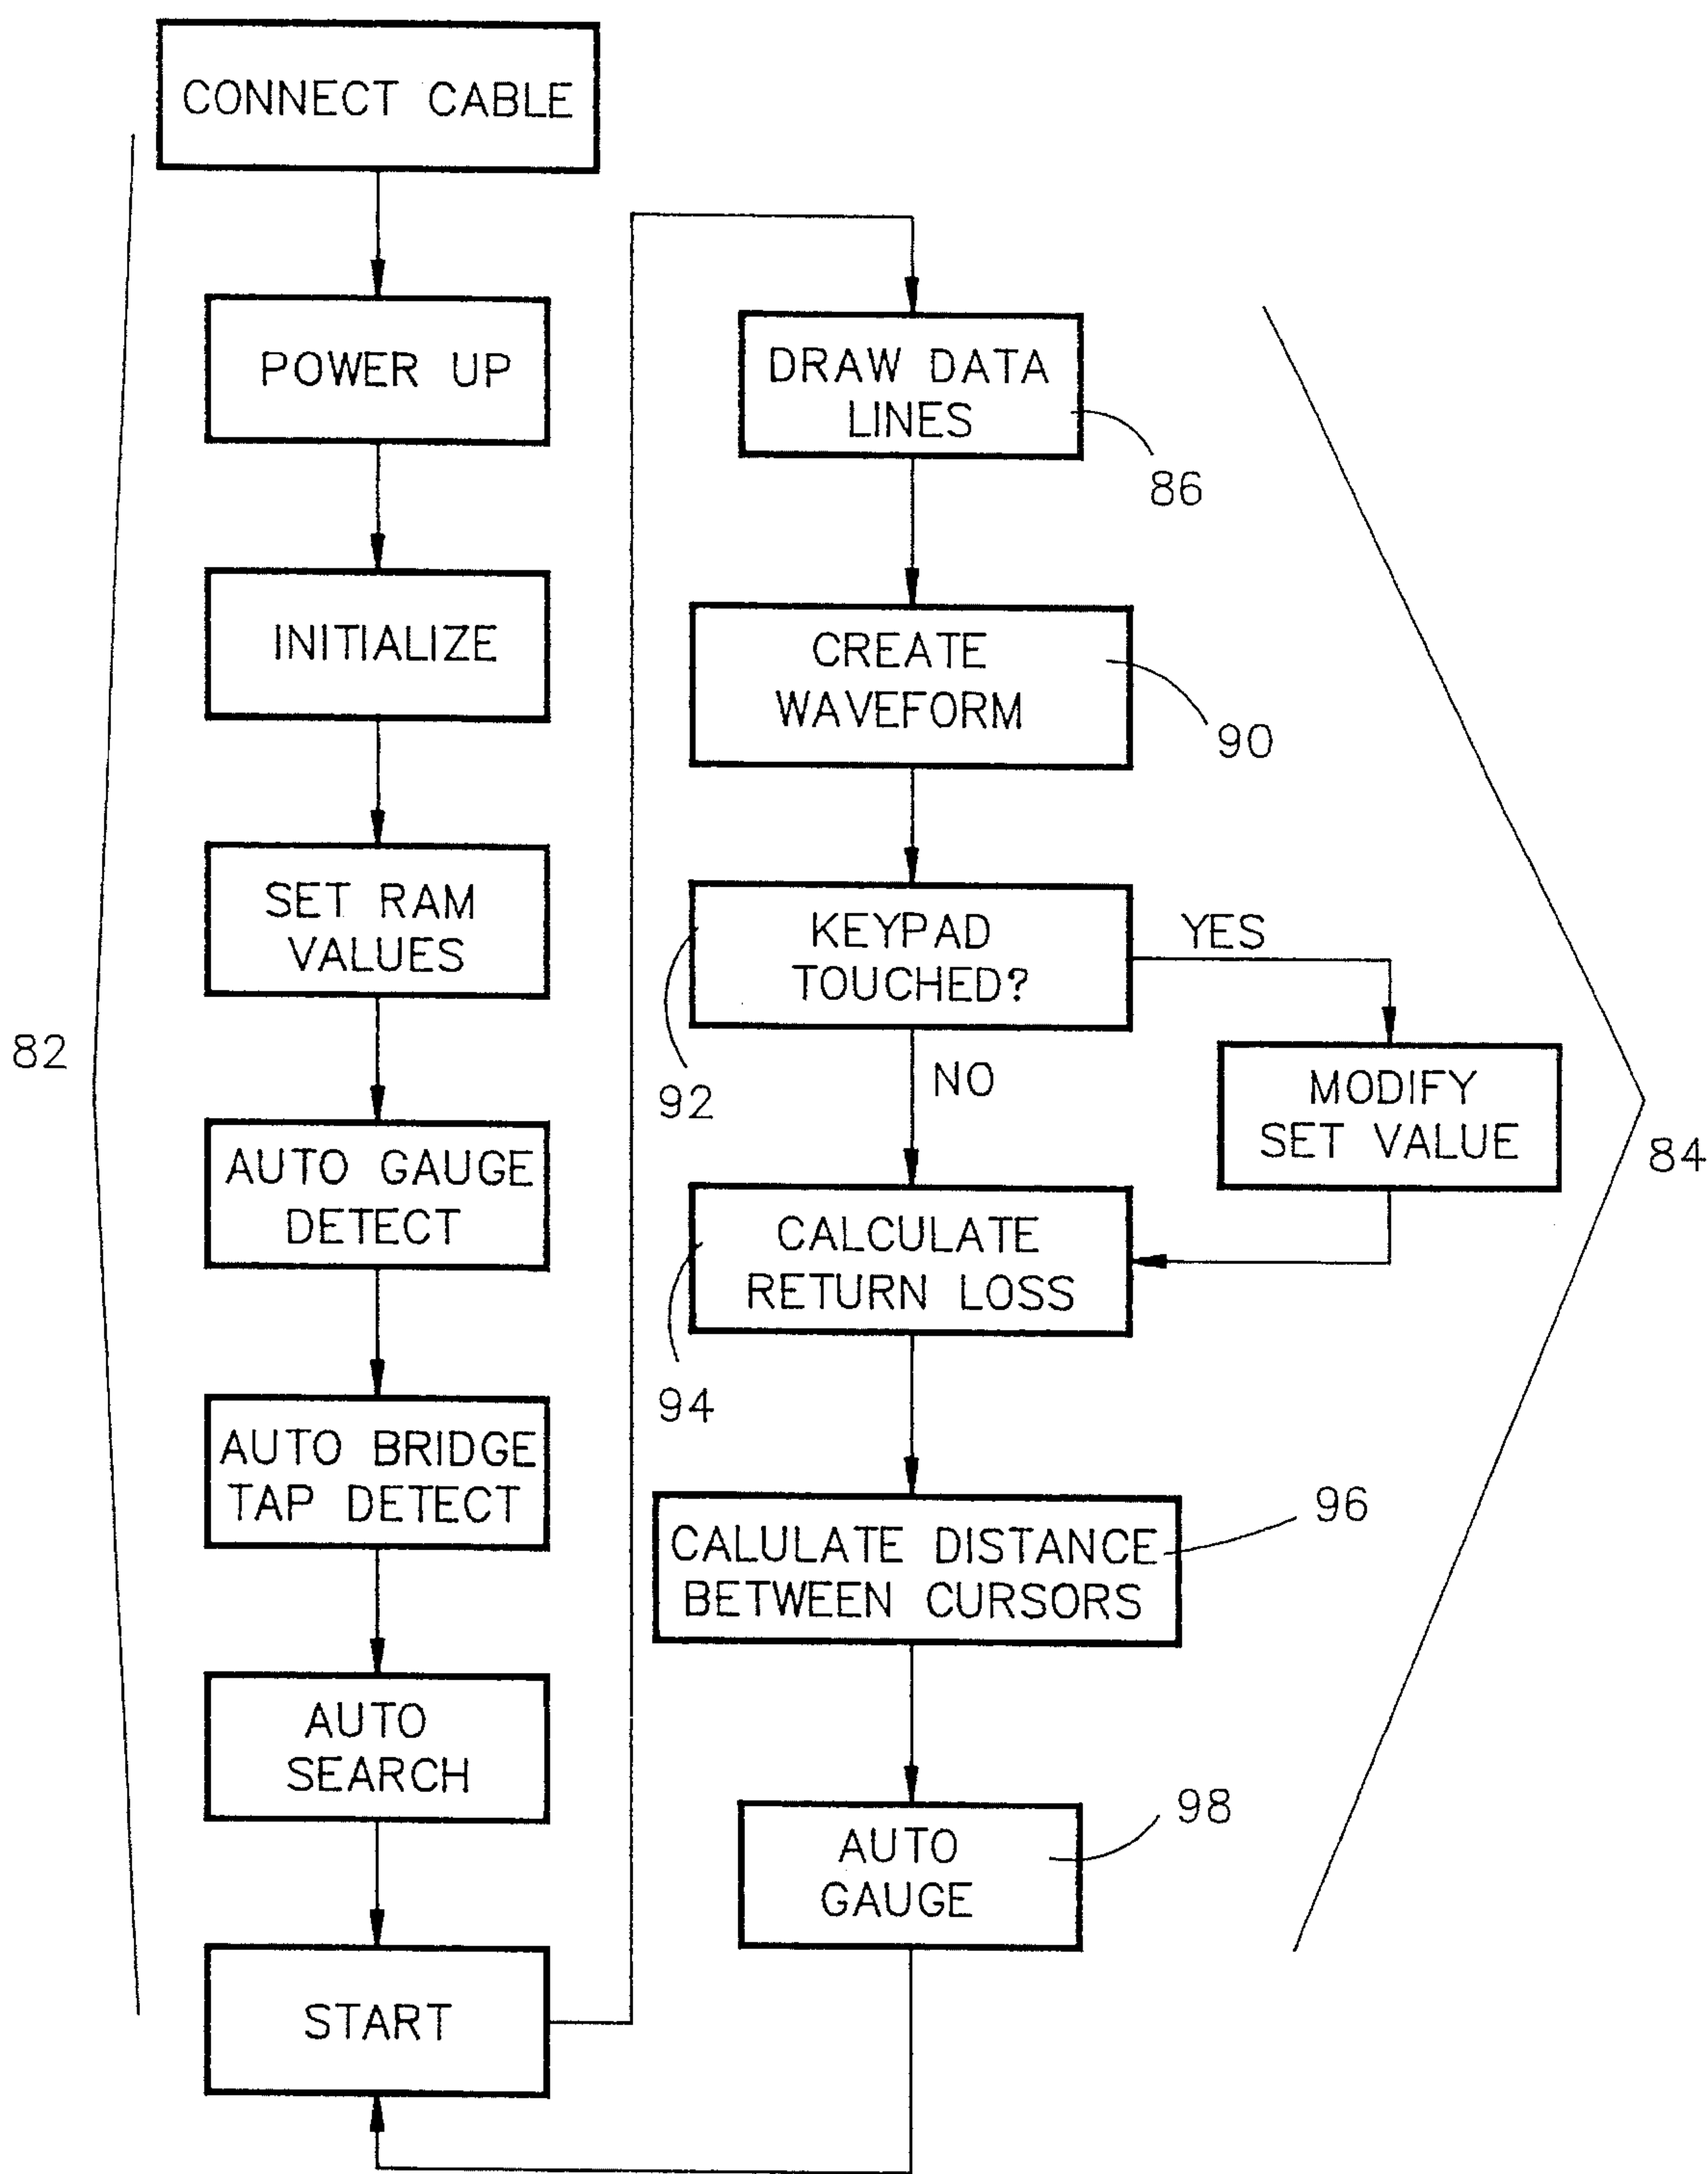 CONNECT CABLE
POWER UP
INITIALIZE
SET RAM
VALUES
82
AUTO GAUGE
DETECT
AUTO BRIDGE
TAP DETECT
AUTO
SEARCH
START
DRAW DATA
LINES
86
CREATE
WAVEFORM
90
KEYPAD
TOUCHED?
YES
92
NO
MODIFY
SET VALUE
84
CALCULATE
RETURN LOSS
94
CALULATE DISTANCE
BETWEEN CURSORS
96
AUTO
GAUGE
98